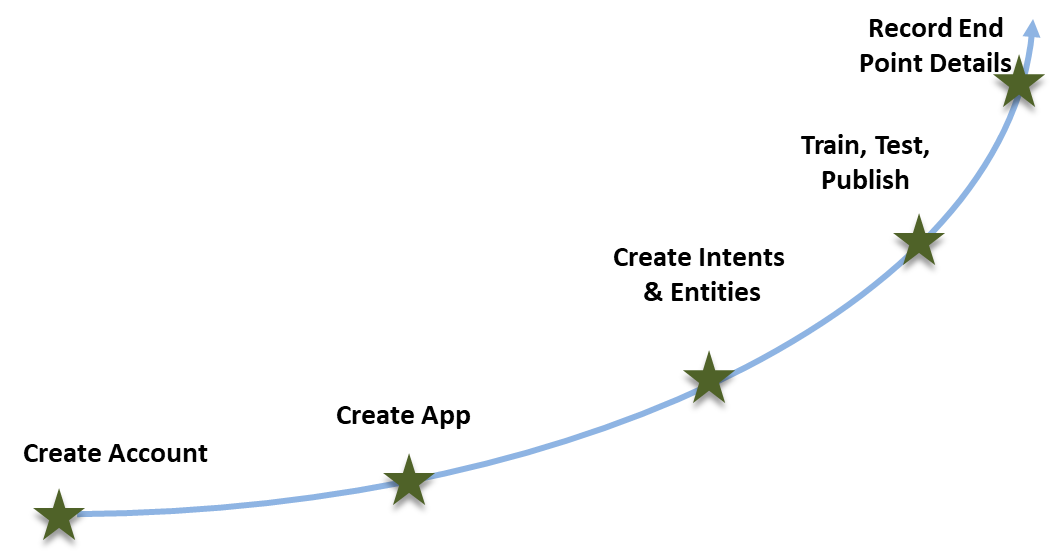 Record End
Point Details
Train, Test,
Publish
Create Intents
& Entities
Create App
Create Account